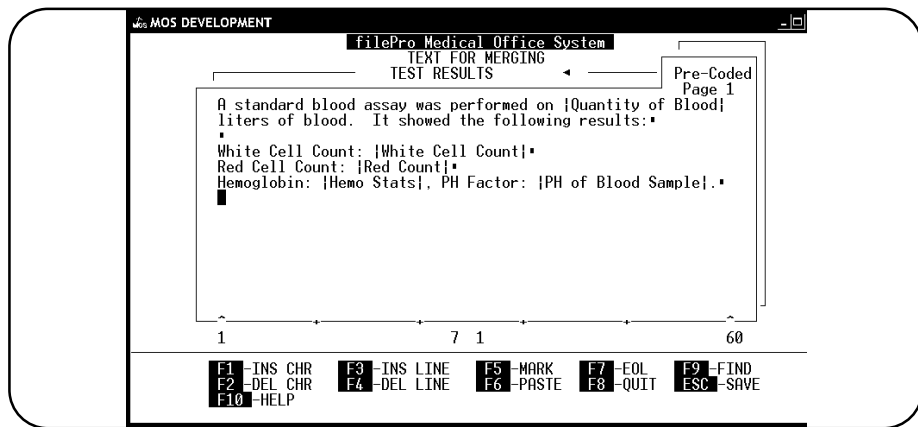 MOS MOS DEVELOPMENT
filePro Medical Office System
TEXT FOR MERGING
TEST RESULTS
Pre-Coded
Page 1
A standard blood assay was performed on |Quantity of Blood|
liters of blood. It showed the following results:
White Cell Count: |White Cell Count|
Red Cell Count: |Red Count|
Hemoglobin: |Hemo Stats|, PH Factor: |PH of Blood Sample|.
1 7 1 60
F1 -INS CHR F3 -INS LINE F5 -MARK F7 -EOL F9 -FIND
F2 -DEL CHR F4 -DEL LINE F6 -PASTE F8 -QUIT ESC -SAVE
F10 -HELP